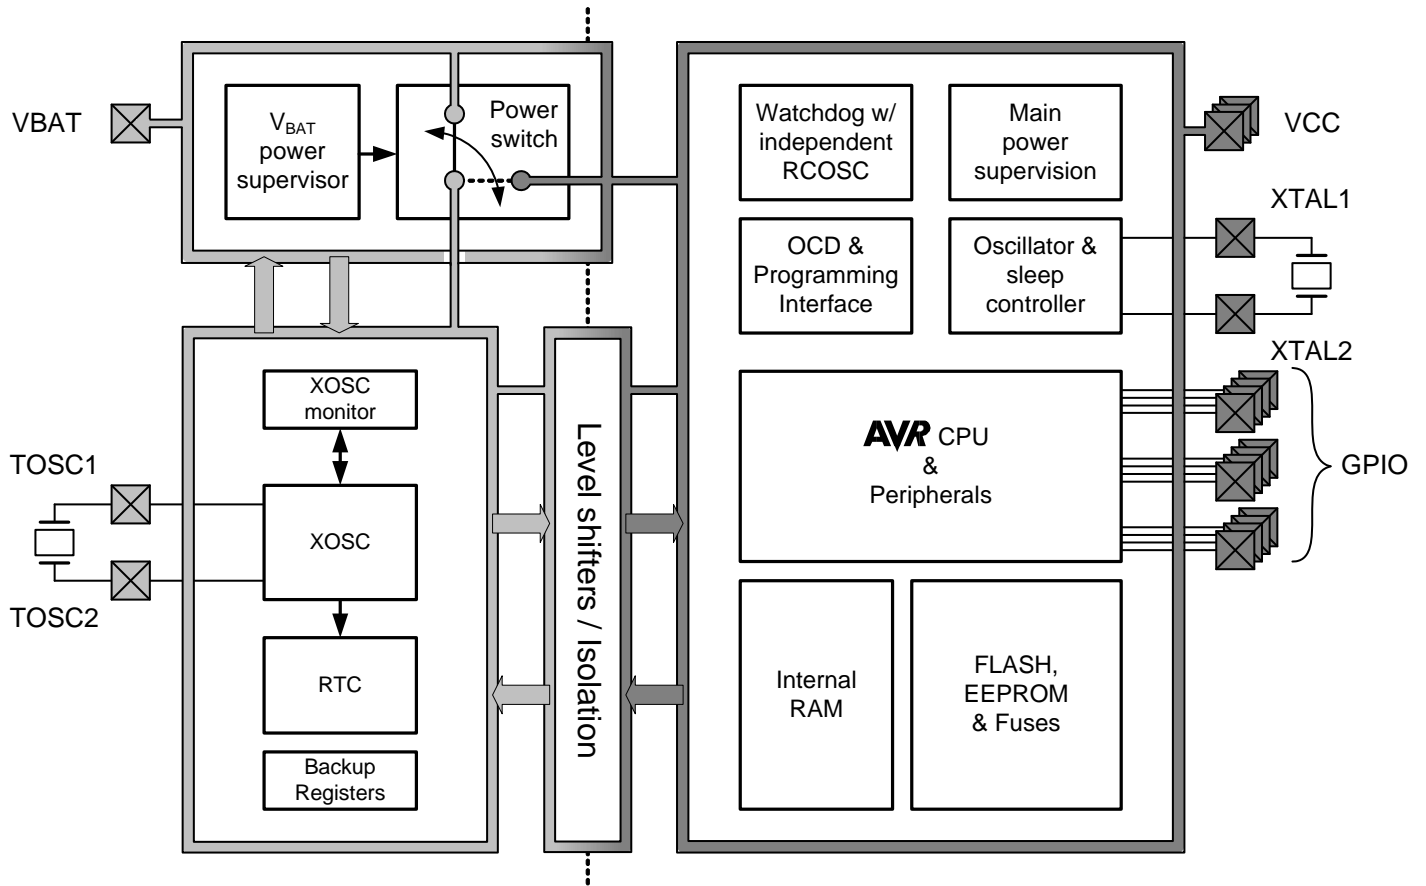 VBAT
V_BAT
power
supervisor
Power
switch
Watchdog w/
independent
RCOSC
Main
power
supervision
VCC
XTAL1
OCD &
Programming
Interface
Oscillator &
sleep
controller
XTAL2
XOSC
monitor
TOSC1
XOSC
TOSC2
RTC
Backup
Registers
Level shifters / Isolation
AVR CPU
&
Peripherals
GPIO
Internal
RAM
FLASH,
EEPROM
& Fuses